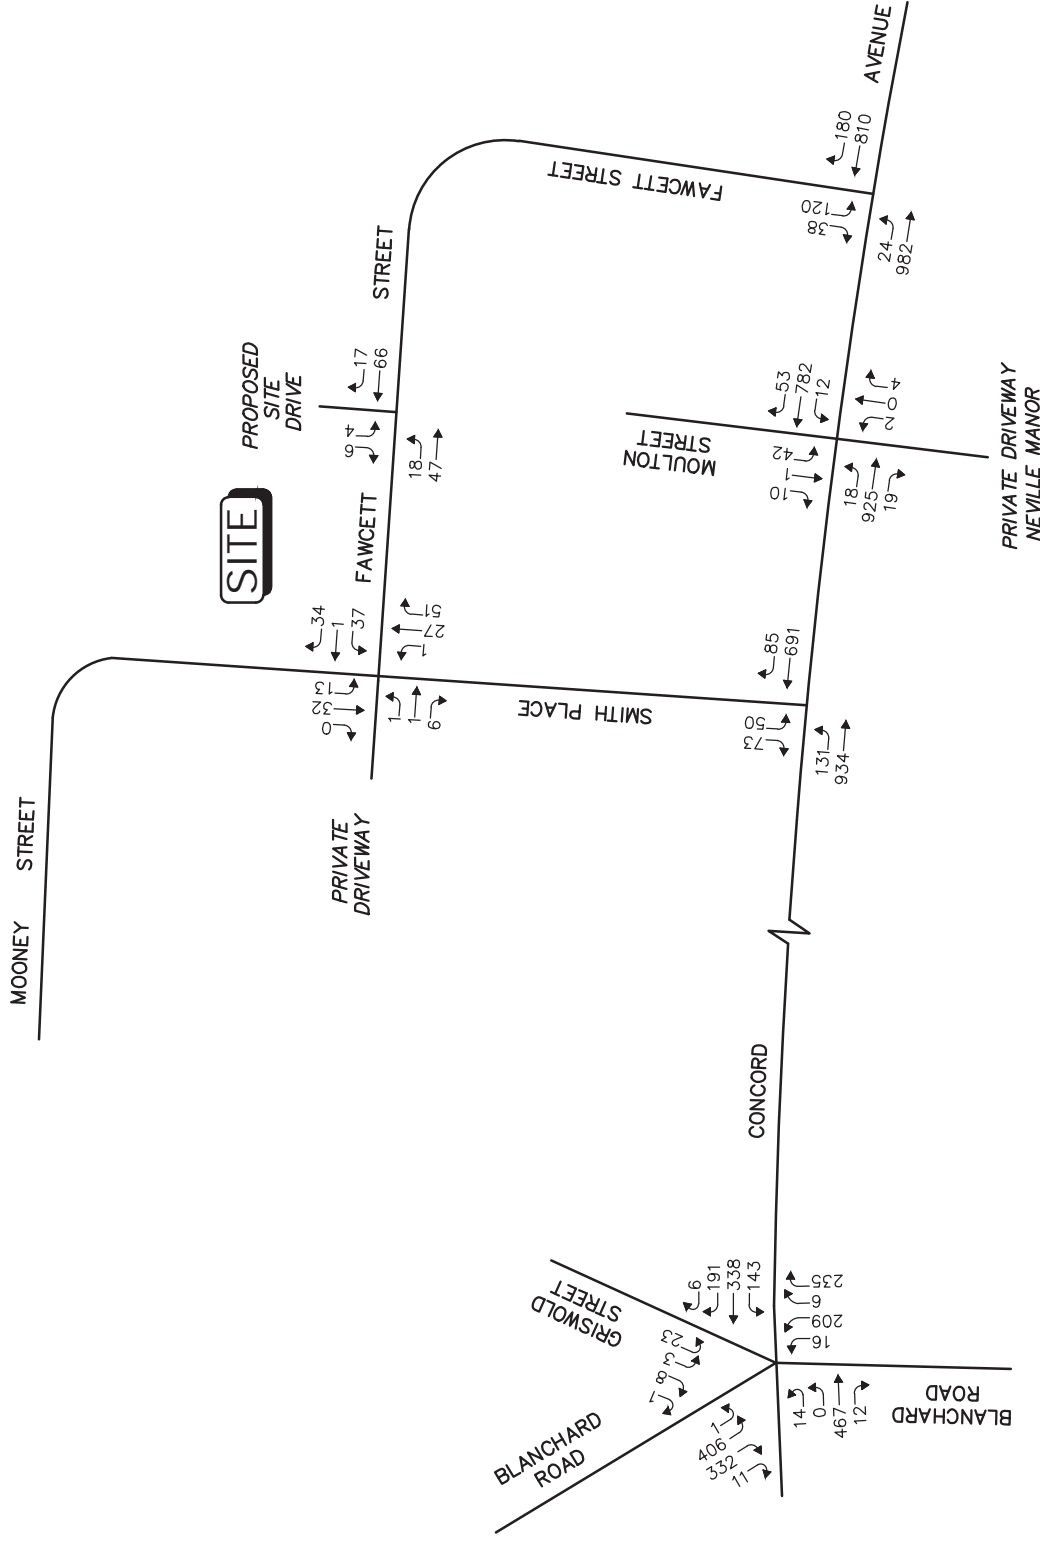 MOONEY STREET
PRIVATE
DRIVEWAY
SITE
PROPOSED
SITE
DRIVE
FAWCETT STREET
FAWCETT STREET
SMITH PLACE
MOULTON
STREET
PRIVATE DRIVEWAY
NEVILLE MANOR
CONCORD AVENUE
GRISWOLD
STREET
BLANCHARD
ROAD
BLANCHARD
ROAD
17
66
4
6
18
47
34
1
37
13
32
0
1
27
51
1
1
6
180
810
120
38
24
982
53
782
12
42
1
10
18
925
19
4
0
2
85
691
50
73
131
934
6
191
338
143
23
3
8
1
1
406
332
11
14
0
467
12
235
6
209
16